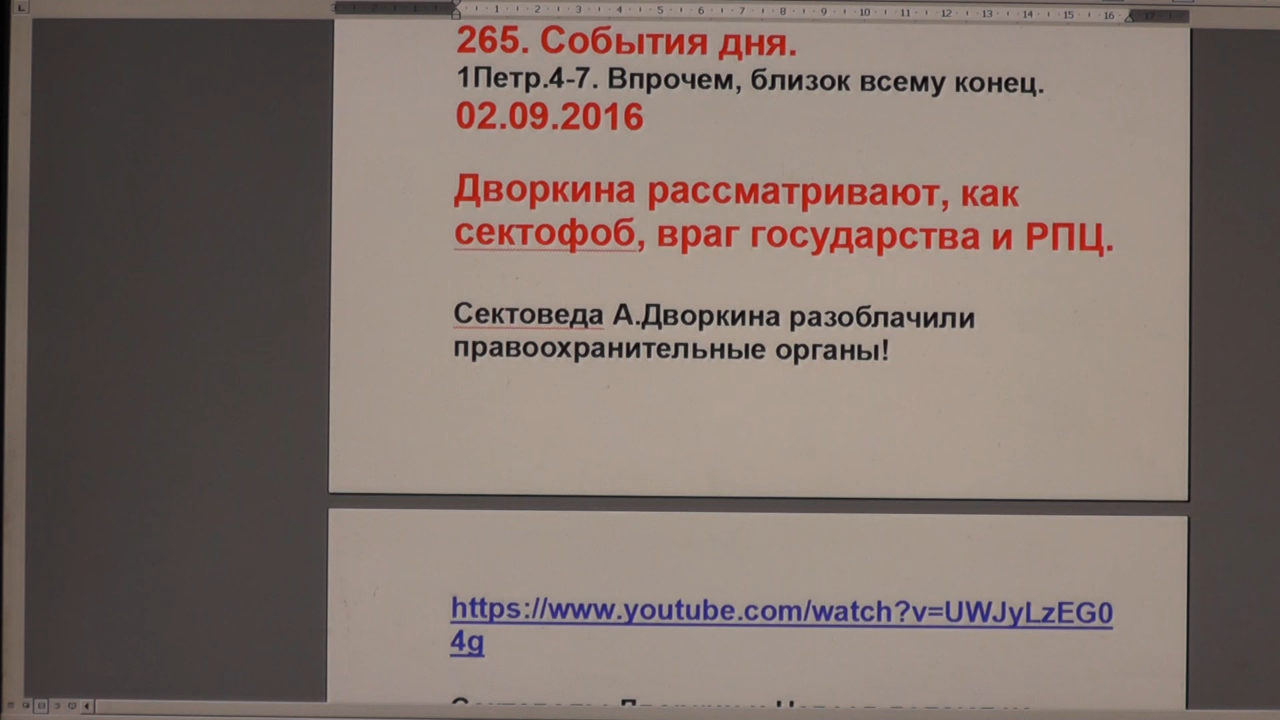 265. События дня.
1Петр.4-7. Впрочем, близок всему конец.
02.09.2016
Дворкина рассматривают, как
сектофоб, враг государства и РПЦ.
Сектоведа А.Дворкина разоблачили
правоохранительные органы!
https://www.youtube.com/watch?v=UWJyLzEG0
4g